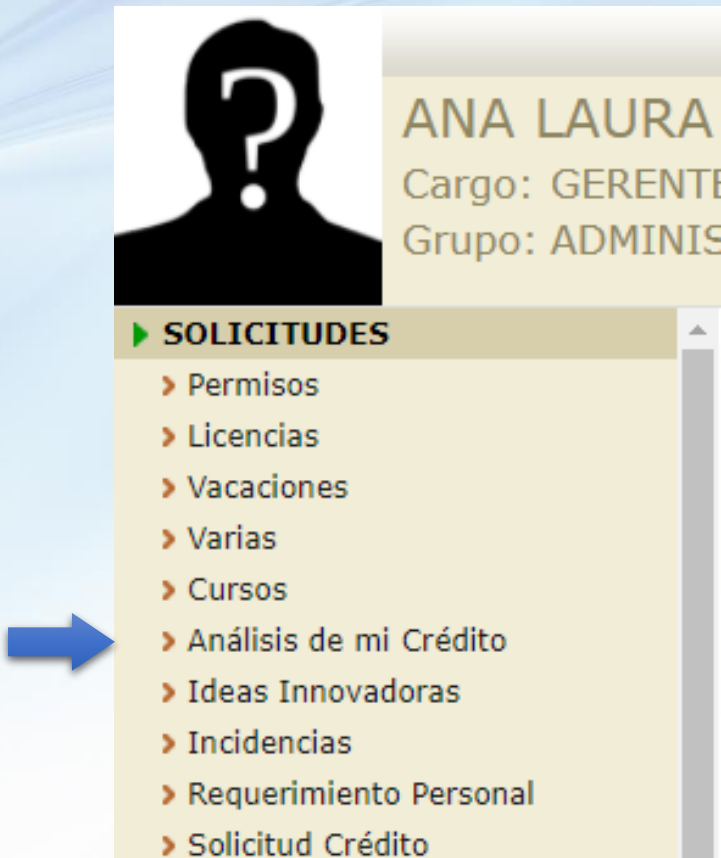 ?
ANA LAURA
Cargo: GERENTE
Grupo: ADMINIS
SOLICITUDES
Permisos
Licencias
Vacaciones
Varias
Cursos
Análisis de mi Crédito
Ideas Innovadoras
Incidencias
Requerimiento Personal
Solicitud Crédito